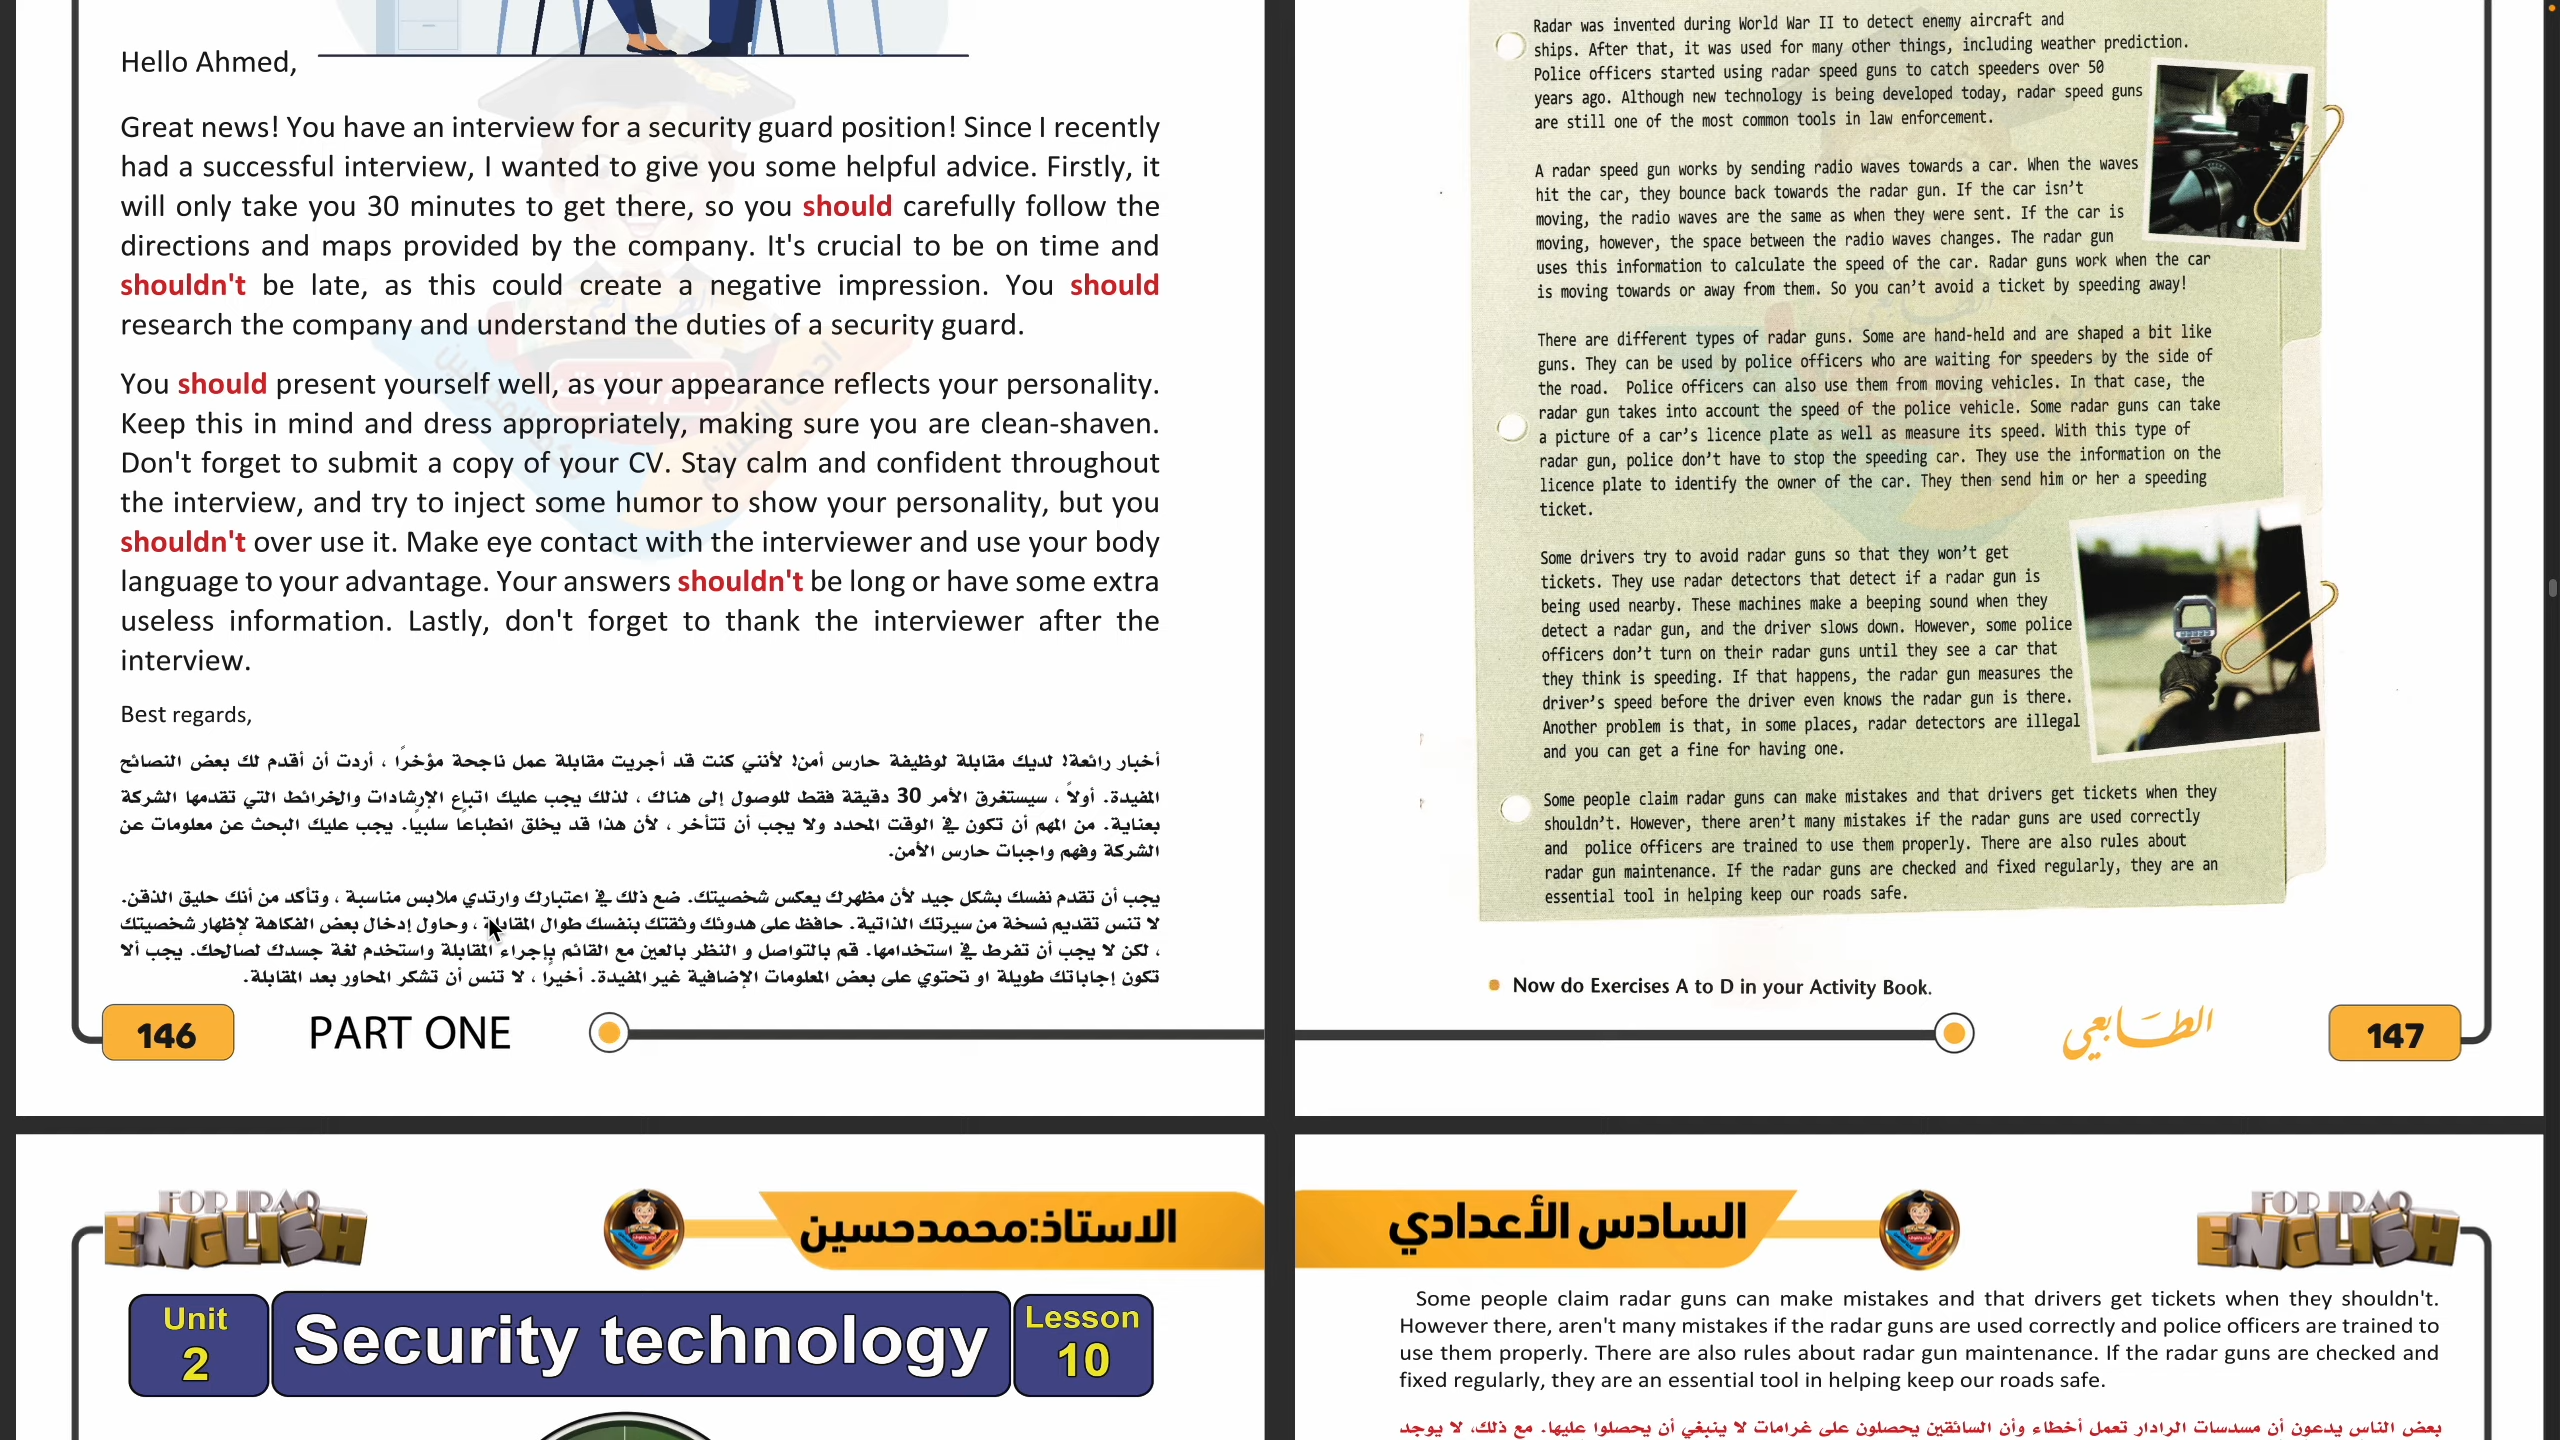 Hello Ahmed,
Great news! You have an interview for a security guard position! Since I recently
had a successful interview, I wanted to give you some helpful advice. Firstly, it
will only take you 30 minutes to get there, so you should carefully follow the
directions and maps provided by the company. It's crucial to be on time and
shouldn't be late, as this could create a negative impression. You should
research the company and understand the duties of a security guard.
You should present yourself well, as your appearance reflects your personality.
Keep this in mind and dress appropriately, making sure you are clean-shaven.
Don't forget to submit a copy of your CV. Stay calm and confident throughout
the interview, and try to inject some humor to show your personality, but you
shouldn't over use it. Make eye contact with the interviewer and use your body
language to your advantage. Your answers shouldn't be long or have some extra
useless information. Lastly, don't forget to thank the interviewer after the
interview.
Best regards,
أخبار رائعة! لديك مقابلة لوظيفة حارس أمن! لأنني كنت قد أجريت مقابلة عمل ناجحة مؤخراً ، أردت أن أقدم لك بعض النصائح
المفيدة. أولاً ، سيستغرق الأمر 30 دقيقة فقط للوصول إلى هناك ، لذلك يجب عليك اتباع الإرشادات والخرائط التي تقدمها الشركة
بعناية. من المهم أن تكون في الوقت المحدد ولا يجب أن تتأخر ، لأن هذا قد يخلق انطباعا سلبيا. يجب عليك البحث عن معلومات عن
الشركة وفهم واجبات حارس الأمن.
يجب أن تقدم نفسك بشكل جيد لأن مظهرك يعكس شخصيتك. ضع ذلك في اعتبارك وارتدي ملابس مناسبة ، وتأكد من أنك حليق الذقن.
لا تنس تقديم نسخة من سيرتك الذاتية. حافظ على هدوئك وثقتك بنفسك طوال المقابلة ، وحاول إدخال بعض الفكاهة لإظهار شخصيتك
، لكن لا يجب أن تفرط في استخدامها. قم بالتواصل و النظر بالعين مع القائم بإجراء المقابلة واستخدم لغة جسدك لصالحك. يجب ألا
تكون إجاباتك طويلة او تحتوي على بعض المعلومات الإضافية غير المفيدة. أخيرا ، لا تنس أن تشكر المحاور بعد المقابلة.
146
PART ONE
Radar was invented during World War II to detect enemy aircraft and
ships. After that, it was used for many other things, including weather prediction.
Police officers started using radar speed guns to catch speeders over 50
years ago. Although new technology is being developed today, radar speed guns
are still one of the most common tools in law enforcement.
A radar speed gun works by sending radio waves towards a car. When the waves
hit the car, they bounce back towards the radar gun. If the car isn't
moving, the radio waves are the same as when they were sent. If the car is
moving, however, the space between the radio waves changes. The radar gun
uses this information to calculate the speed of the car. Radar guns work when the car
is moving towards or away from them. So you can't avoid a ticket by speeding away!
There are different types of radar guns. Some are hand-held and are shaped a bit like
guns. They can be used by police officers who are waiting for speeders by the side of
the road. Police officers can also use them from moving vehicles. In that case, the
radar gun takes into account the speed of the police vehicle. Some radar guns can take
a picture of a car's licence plate as well as measure its speed. With this type of
radar gun, police don't have to stop the speeding car. They use the information on the
licence plate to identify the owner of the car. They then send him or her a speeding
ticket.
Some drivers try to avoid radar guns so that they won't get
tickets. They use radar detectors that detect if a radar gun is
being used nearby. These machines make a beeping sound when they
detect a radar gun, and the driver slows down. However, some police
officers don't turn on their radar guns until they see a car that
they think is speeding. If that happens, the radar gun measures the
driver's speed before the driver even knows the radar gun is there.
Another problem is that, in some places, radar detectors are illegal
and you can get a fine for having one.
Some people claim radar guns can make mistakes and that drivers get tickets when they
shouldn't. However, there aren't many mistakes if the radar guns are used correctly
and police officers are trained to use them properly. There are also rules about
radar gun maintenance. If the radar guns are checked and fixed regularly, they are an
essential tool in helping keep our roads safe.
• Now do Exercises A to D in your Activity Book.
الطابعي
147
FOR IRAQ
ENGLISH
الاستاذ:محمدحسين
Unit
2
Security technology
Lesson
10
السادس الأعدادي
FOR IRAQ
ENGLISH
Some people claim radar guns can make mistakes and that drivers get tickets when they shouldn't.
However there, aren't many mistakes if the radar guns are used correctly and police officers are trained to
use them properly. There are also rules about radar gun maintenance. If the radar guns are checked and
fixed regularly, they are an essential tool in helping keep our roads safe.
بعض الناس يدعون أن مسدسات الرادار تعمل أخطاء وأن السائقين يحصلون على غرامات لا ينبغي أن يحصلوا عليها. مع ذلك، لا يوجد